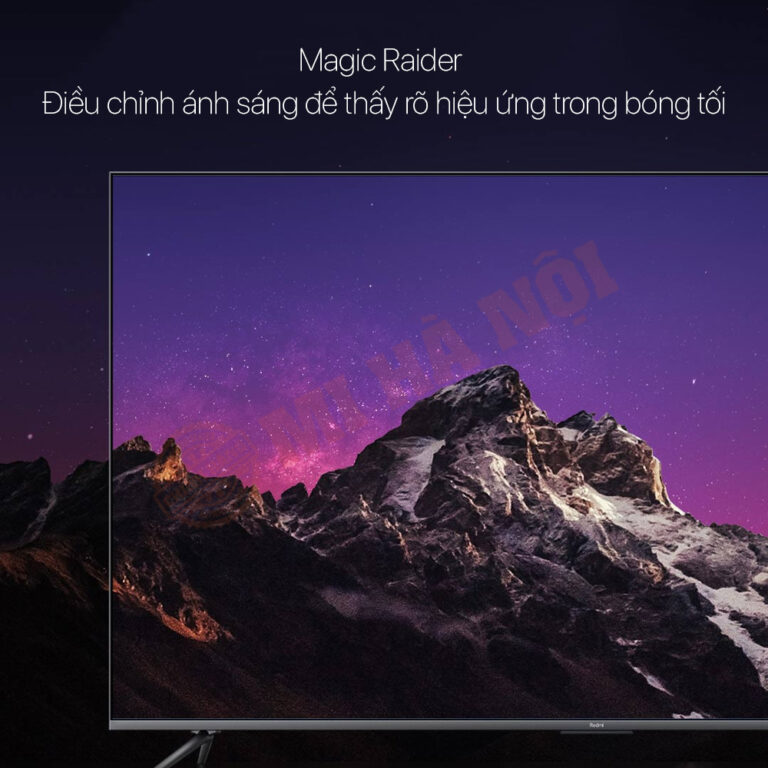 Magic Raider
Điều chỉnh ánh sáng để thấy rõ hiệu ứng trong bóng tối
MI HÀ NỘI
Redmi